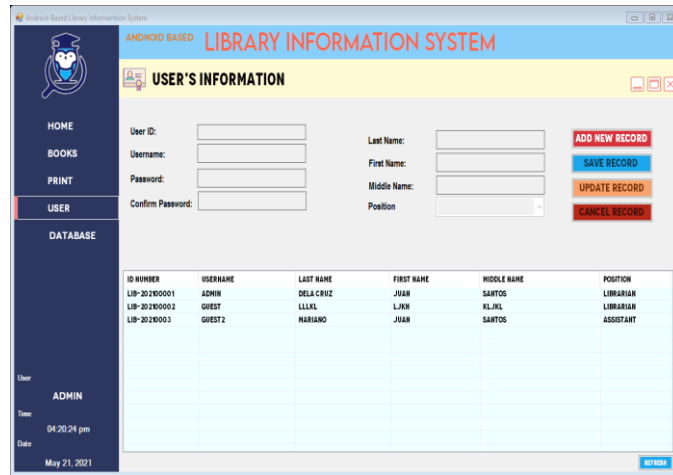 Android-Based Library Information System
ANDROID BASED LIBRARY INFORMATION SYSTEM
USER'S INFORMATION
HOME
BOOKS
PRINT
USER
DATABASE
User ID:
Username:
Password:
Confirm Password:
Last Name:
First Name:
Middle Name:
Position
ADD NEW RECORD
SAVE RECORD
UPDATE RECORD
CANCEL RECORD
ID NUMBER USERNAME LAST NAME FIRST NAME MIDDLE NAME POSITION
LIB-202100001 ADMIN DELA CRUZ JUAN SANTOS LIBRARIAN
LIB-202100002 GUEST LLLKL LJKH KLJKL LIBRARIAN
LIB-20210003 GUEST2 MARIANO JUAN SANTOS ASSISTANT
User
ADMIN
Time
04:20:24 pm
Date
May 21, 2021
REFRESH